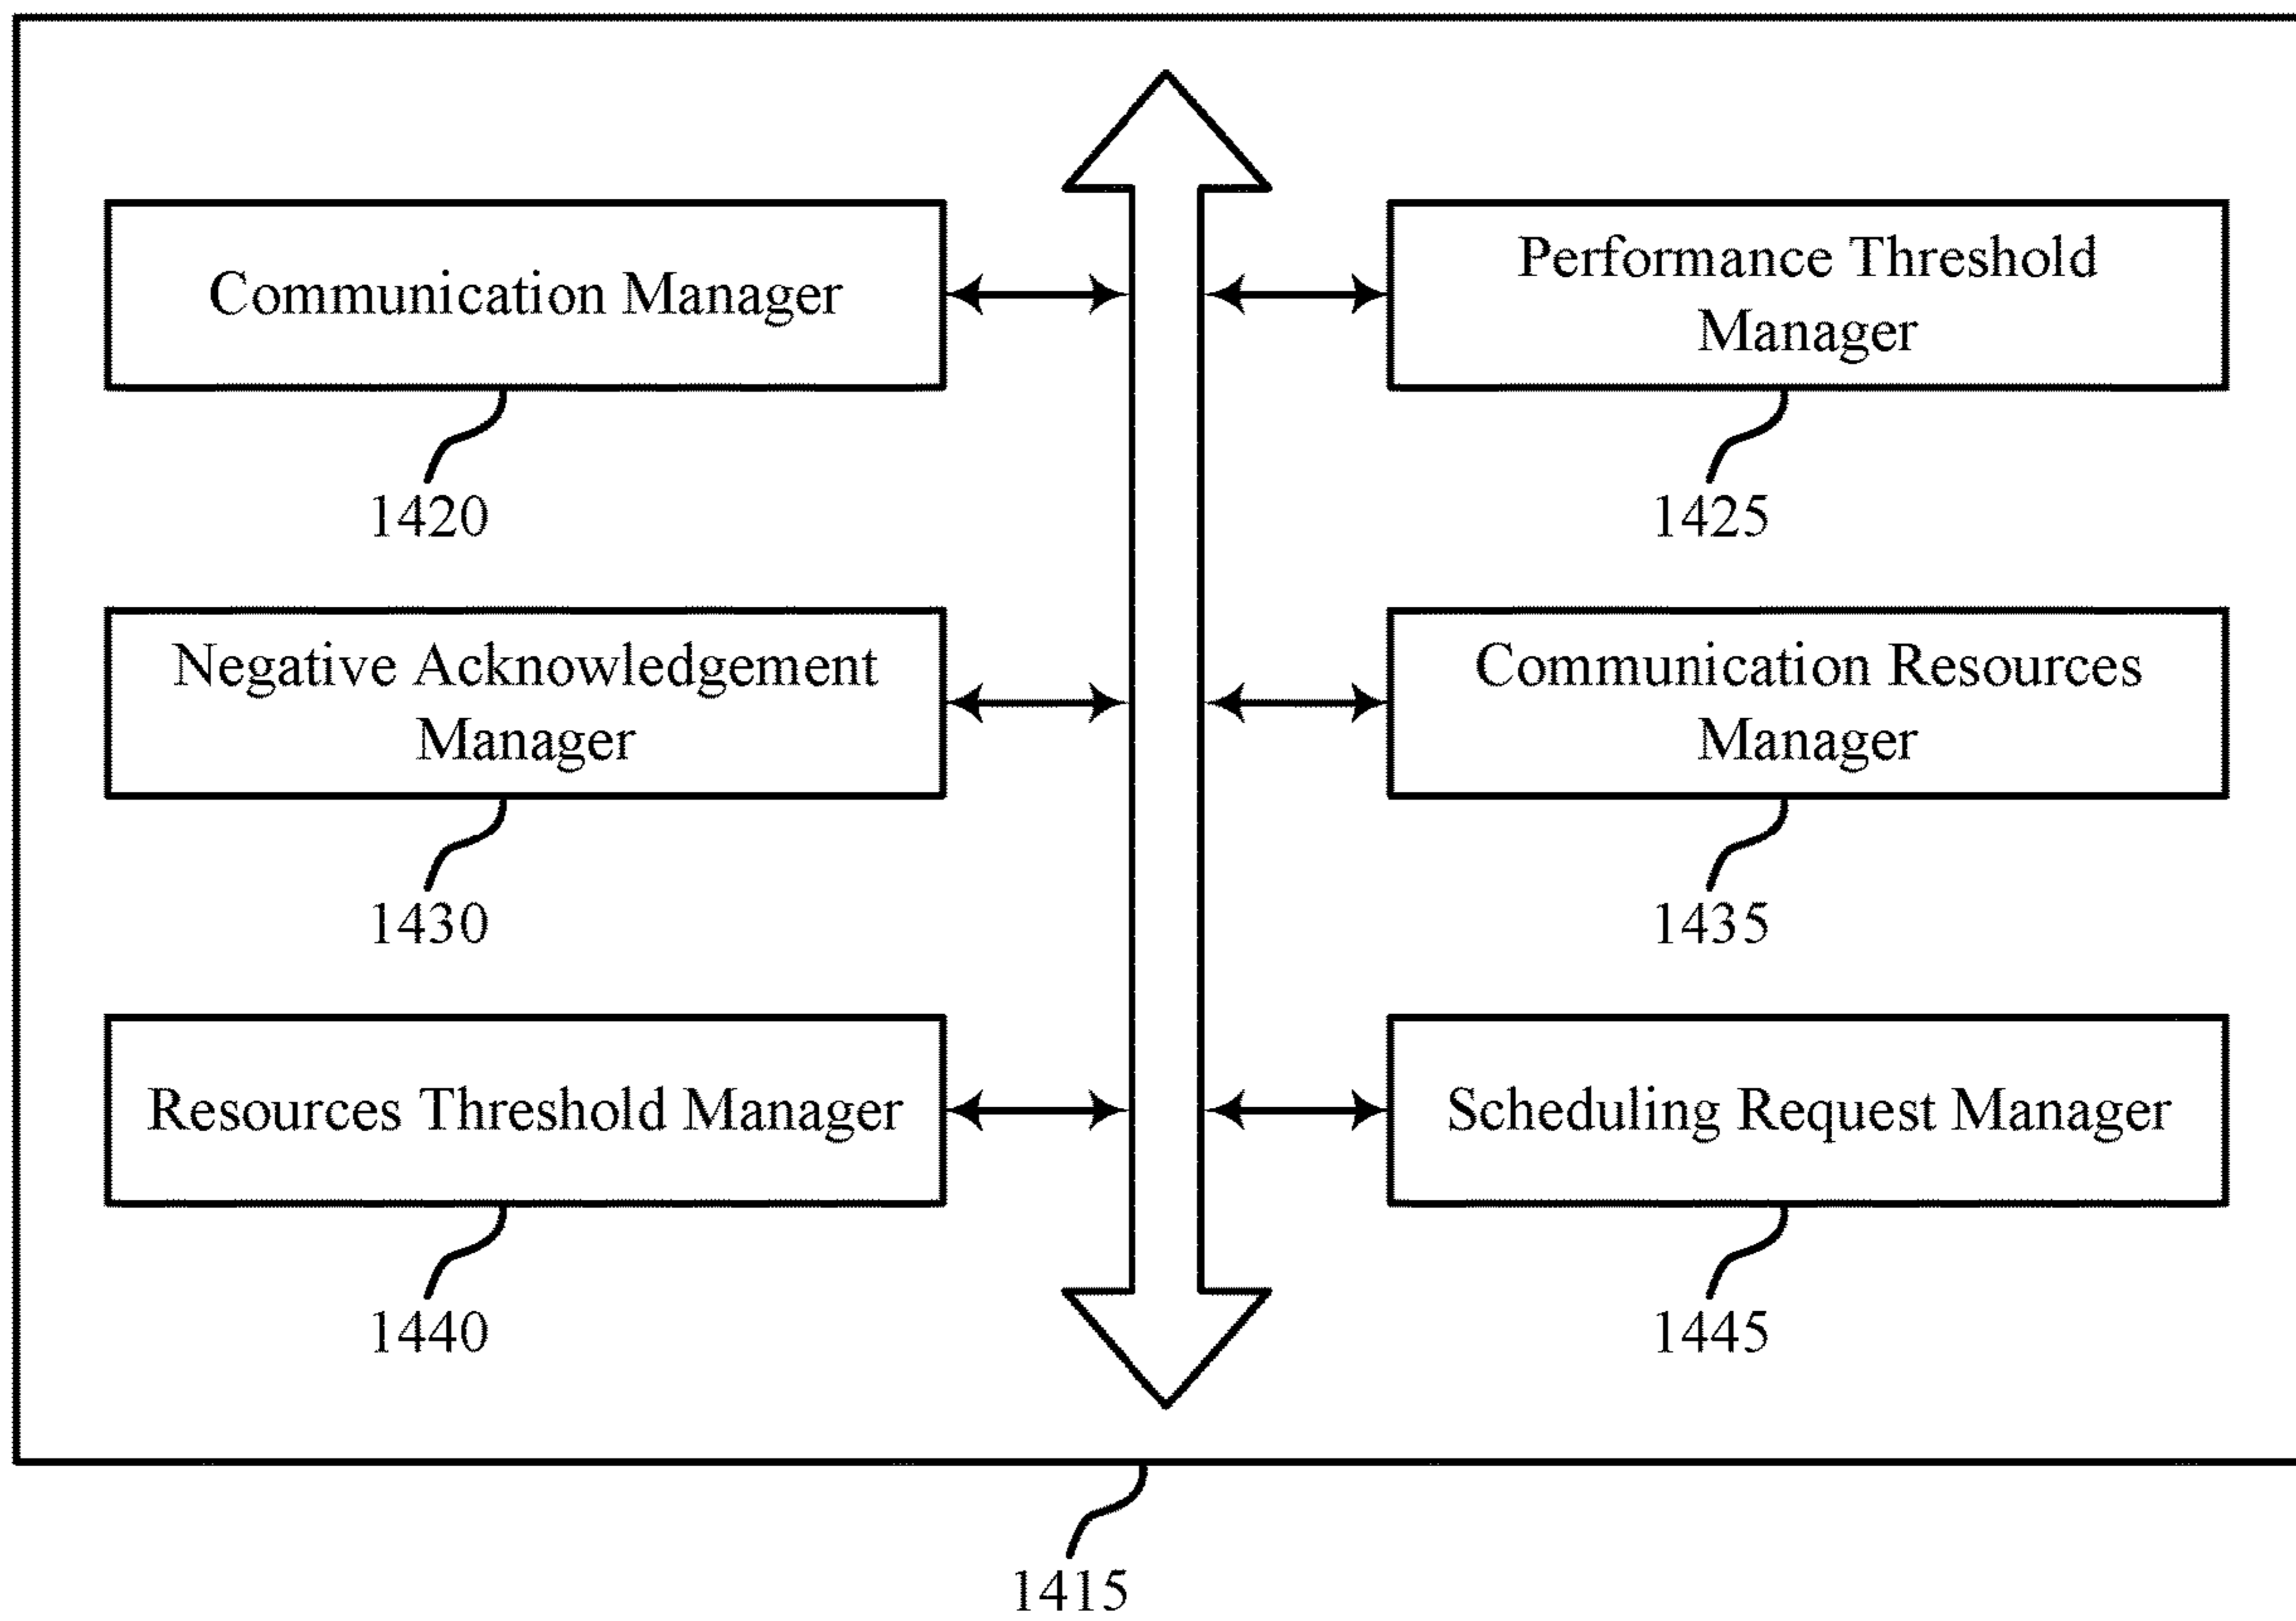 Communication Manager
1420
Performance Threshold
Manager
1425
Negative Acknowledgement
Manager
1430
Communication Resources
Manager
1435
Resources Threshold Manager
1440
Scheduling Request Manager
1445
1415